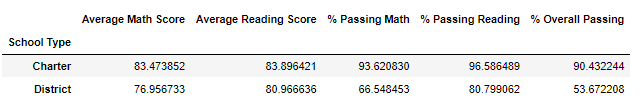 Average Math Score Average Reading Score % Passing Math % Passing Reading % Overall Passing
School Type
Charter 83.473852 83.896421 93.620830 96.586489 90.432244
District 76.956733 80.966636 66.548453 80.799062 53.672208